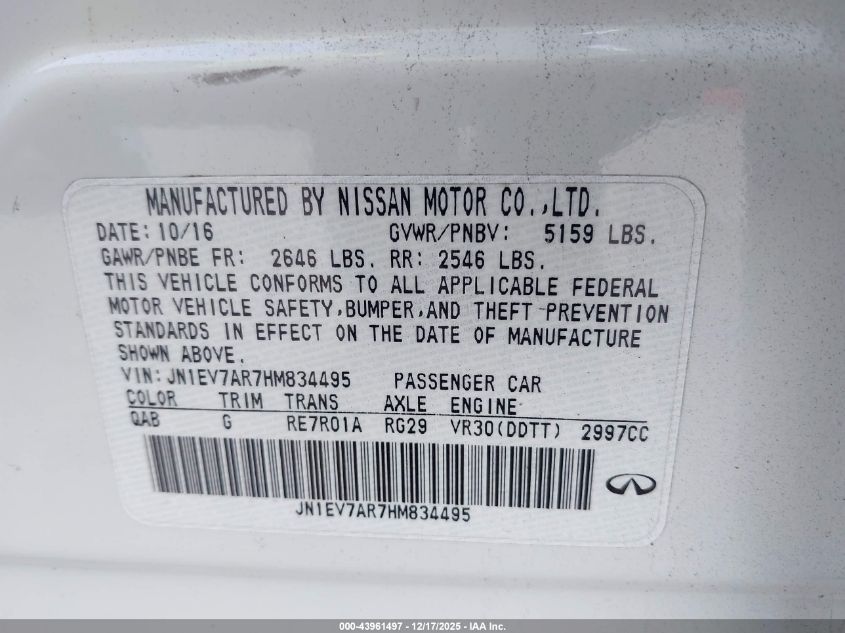 MANUFACTURED BY NISSAN MOTOR CO.,LTD.
DATE: 10/16 GVWR/PNBV: 5159 LBS.
GAWR/PNBE FR: 2646 LBS. RR: 2546 LBS.
THIS VEHICLE CONFORMS TO ALL APPLICABLE FEDERAL
MOTOR VEHICLE SAFETY,BUMPER,AND THEFT PREVENTION
STANDARDS IN EFFECT ON THE DATE OF MANUFACTURE
SHOWN ABOVE.
VIN: JN1EV7AR7HM834495 PASSENGER CAR
COLOR TRIM TRANS AXLE ENGINE
QAB G RE7R01A RG29 VR30(DDTT) 2997CC
JN1EV7AR7HM834495
000-43961497 - 12/17/2025 - IAA Inc.